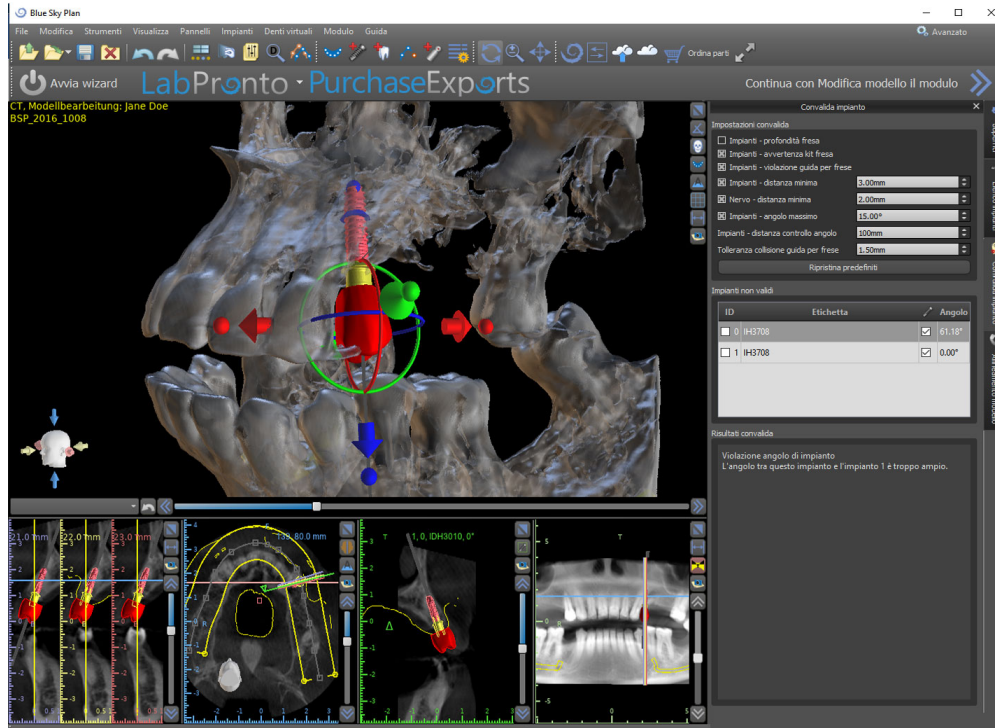 Blue Sky Plan
File Modifica Strumenti Visualizza Pannelli Impianti Denti virtuali Modulo Guida
Avanzato
Ordina parti
Avvia wizard LabPronto PurchaseExports Continua con Modifica modello il modulo
CT, Modellbearbeitung: Jane Doe
BSP_2016_1008
Convalida impianto
Impostazioni convalida
Impianti - profondità fresa
Impianti - avvertenza kit fresa
Impianti - violazione guida per frese
Impianti - distanza minima 3.00mm
Nervo - distanza minima 2.00mm
Impianti - angolo massimo 15.00°
Impianti - distanza controllo angolo 100mm
Tolleranza collisione guida per frese 1.50mm
Ripristina predefiniti
Impianti non validi
ID Etichetta Angolo
0 IH3708 61.18°
1 IH3708 0.00°
Risultati convalida
Violazione angolo di impianto
L'angolo tra questo impianto e l'impianto 1 è troppo ampio.
21.0 mm 22.0 mm 23.0 mm
80.0 mm
1, 0, IDH3010, 0°
T
T